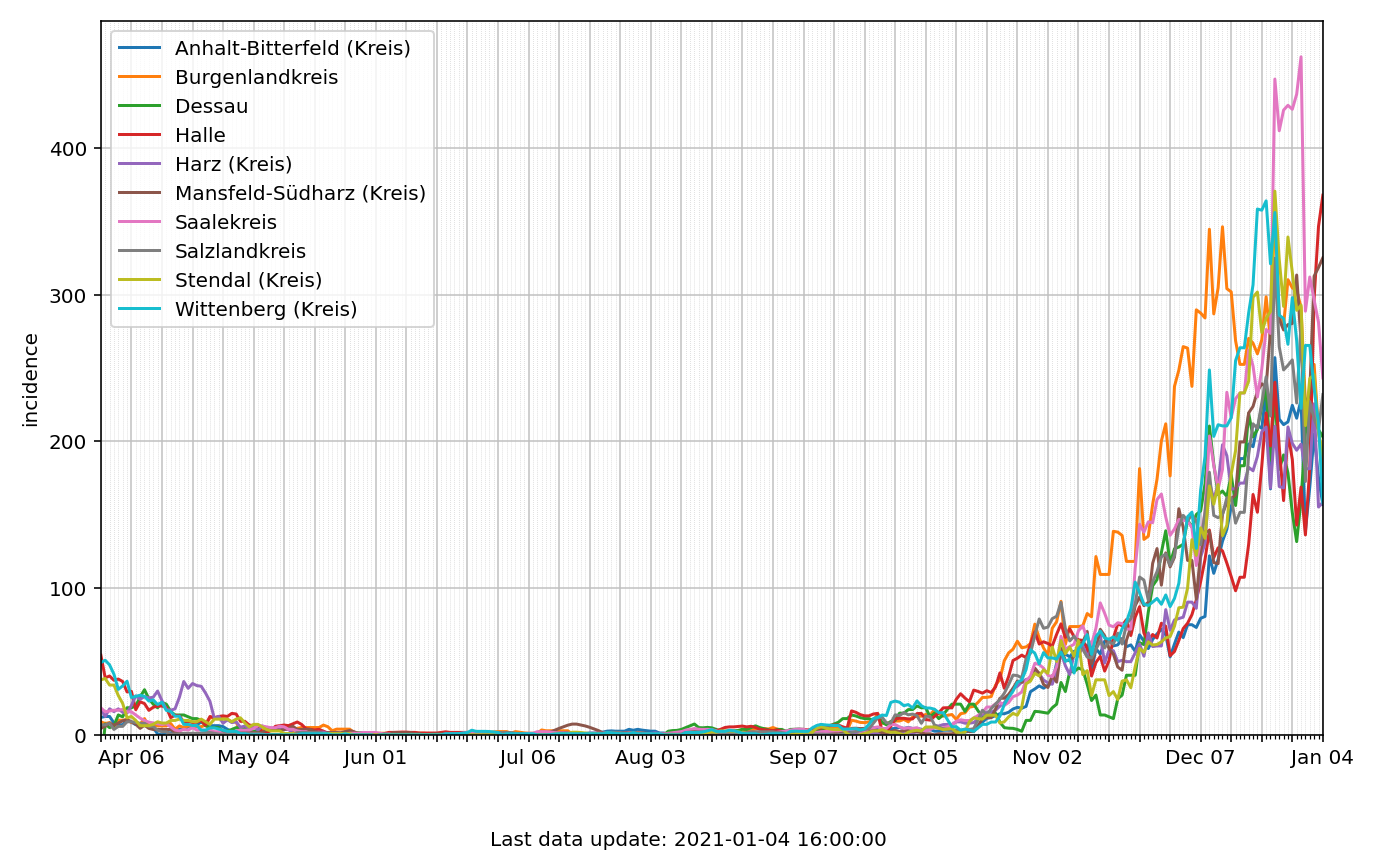 Anhalt-Bitterfeld (Kreis)
Burgenlandkreis
Dessau
Halle
Harz (Kreis)
Mansfeld-Südharz (Kreis)
Saalekreis
Salzlandkreis
Stendal (Kreis)
Wittenberg (Kreis)
incidence
400
300
200
100
0
Apr 06 May 04 Jun 01 Jul 06 Aug 03 Sep 07 Oct 05 Nov 02 Dec 07 Jan 04
Last data update: 2021-01-04 16:00:00